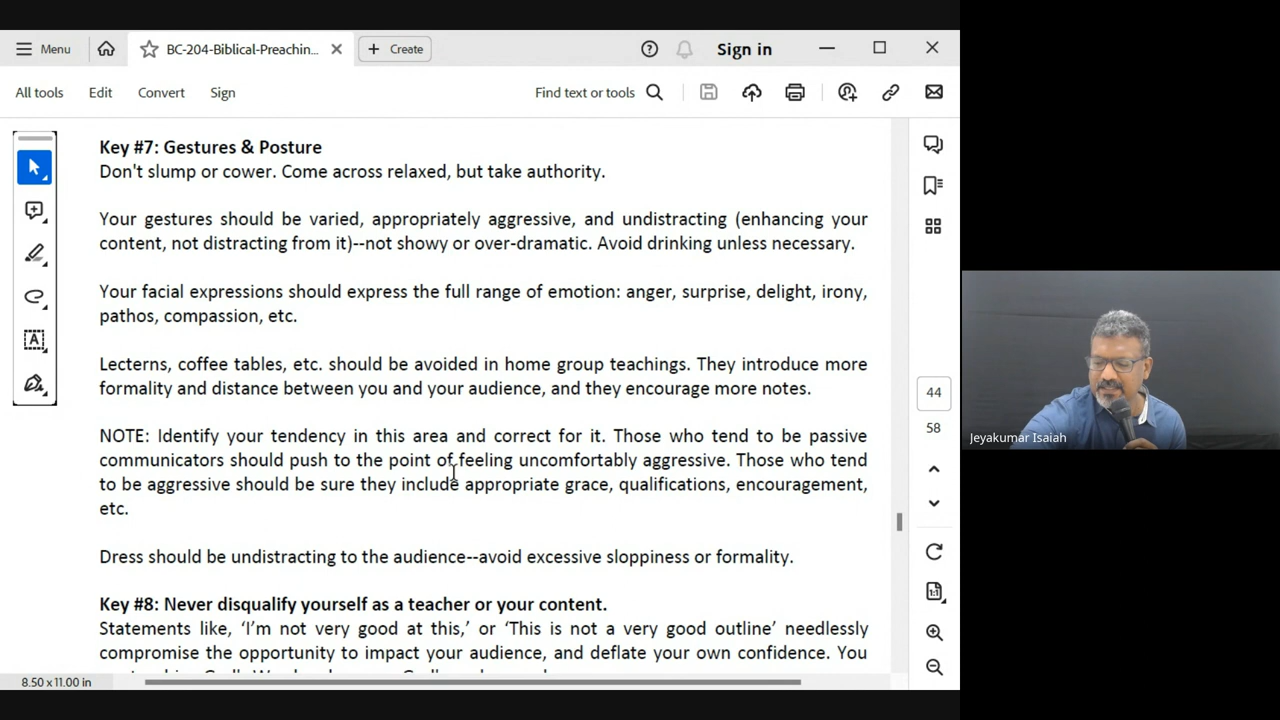 Menu
BC-204-Biblical-Preachin...
Create
Sign in
All tools
Edit
Convert
Sign
Find text or tools
Key #7: Gestures & Posture
Don't slump or cower. Come across relaxed, but take authority.
Your gestures should be varied, appropriately aggressive, and undistracting (enhancing your
content, not distracting from it)--not showy or over-dramatic. Avoid drinking unless necessary.
Your facial expressions should express the full range of emotion: anger, surprise, delight, irony,
pathos, compassion, etc.
Lecterns, coffee tables, etc. should be avoided in home group teachings. They introduce more
formality and distance between you and your audience, and they encourage more notes.
NOTE: Identify your tendency in this area and correct for it. Those who tend to be passive
communicators should push to the point of feeling uncomfortably aggressive. Those who tend
to be aggressive should be sure they include appropriate grace, qualifications, encouragement,
etc.
Dress should be undistracting to the audience--avoid excessive sloppiness or formality.
Key #8: Never disqualify yourself as a teacher or your content.
Statements like, ‘I’m not very good at this,’ or ‘This is not a very good outline’ needlessly
compromise the opportunity to impact your audience, and deflate your own confidence. You
8.50 x 11.00 in
44
58
1:1
Jeyakumar Isaiah